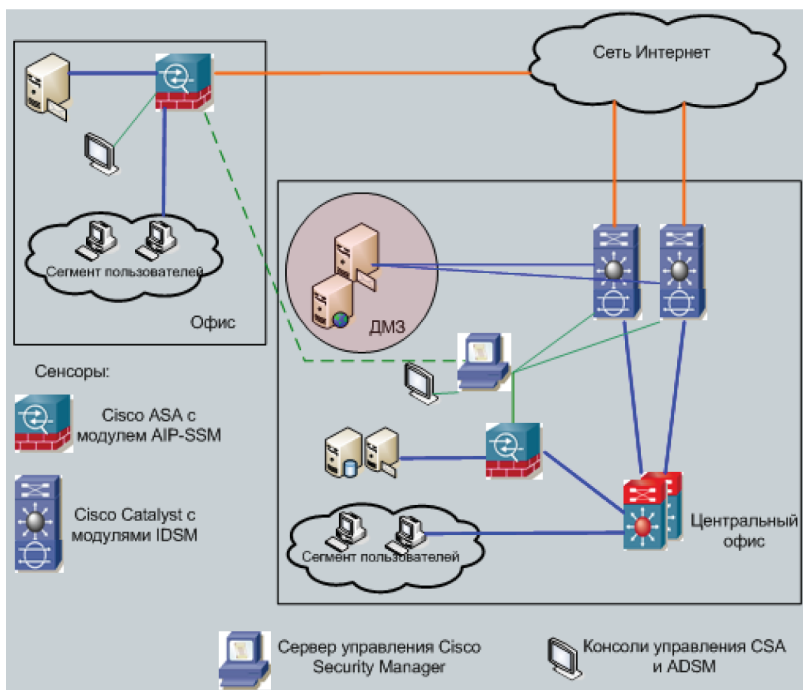 Сеть Интернет
Сегмент пользователей
Офис
ДМЗ
Сенсоры:
Cisco ASA с
модулем AIP-SSM
Cisco Catalyst с
модулями IDSM
Центральный
офис
Сегмент пользователей
Сервер управления Cisco
Security Manager
Консоли управления CSA
и ADSM